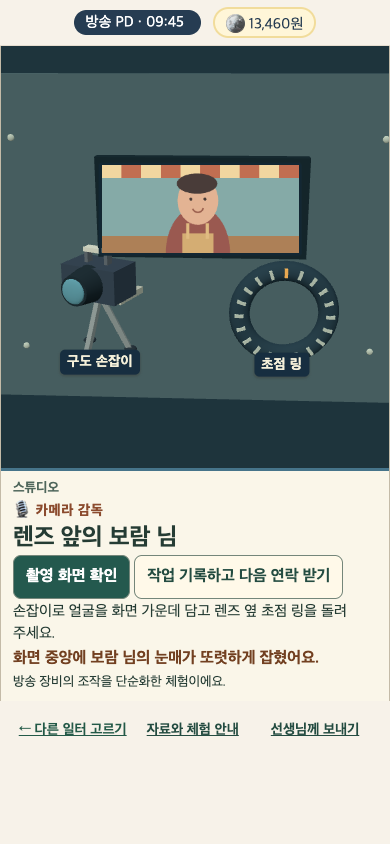 방송 PD · 09:45
13,460원
구도 손잡이
초점 링
스튜디오
카메라 감독
렌즈 앞의 보람 님
촬영 화면 확인
작업 기록하고 다음 연락 받기
손잡이로 얼굴을 화면 가운데 담고 렌즈 옆 초점 링을 돌려
주세요.
화면 중앙에 보람 님의 눈매가 또렷하게 잡혔어요.
방송 장비의 조작을 단순화한 체험이에요.
← 다른 일터 고르기
자료와 체험 안내
선생님께 보내기